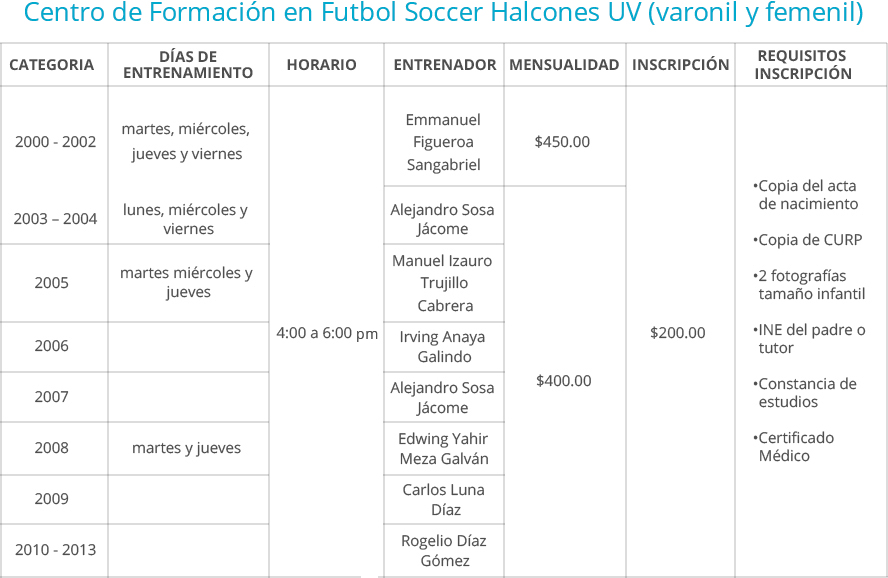 Centro de Formación en Futbol Soccer Halcones UV (varonil y femenil)
CATEGORIA
DÍAS DE
ENTRENAMIENTO
HORARIO
ENTRENADOR
MENSUALIDAD
INSCRIPCIÓN
REQUISITOS
INSCRIPCIÓN
2000 - 2002
martes, miércoles,
jueves y viernes
Emmanuel
Figueroa
Sangabriel
$450.00
2003 – 2004
lunes, miércoles y
viernes
Alejandro Sosa
Jácome
2005
martes miércoles y
jueves
Manuel Izauro
Trujillo
Cabrera
2006
4:00 a 6:00 pm
Irving Anaya
Galindo
$400.00
$200.00
2007
Alejandro Sosa
Jácome
2008
martes y jueves
Edwing Yahir
Meza Galván
2009
Carlos Luna
Díaz
2010 - 2013
Rogelio Díaz
Gómez
•Copia del acta
de nacimiento
•Copia de CURP
•2 fotografías
tamaño infantil
•INE del padre o
tutor
•Constancia de
estudios
•Certificado
Médico